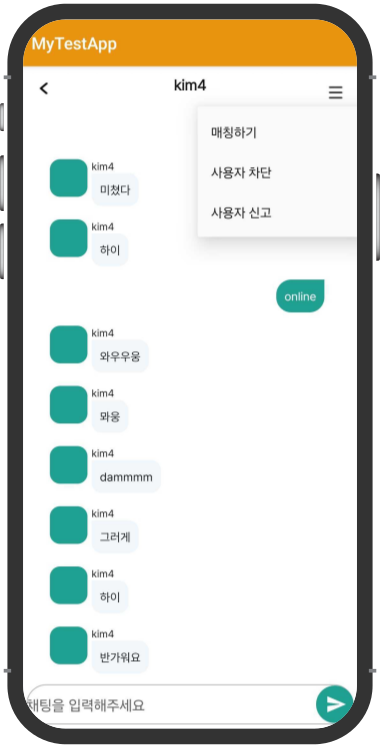 MyTestApp
kim4
매칭하기
사용자 차단
사용자 신고
kim4
미쳤다
kim4
하이
online
kim4
와우우웅
kim4
뫄웅
kim4
dammmm
kim4
그러게
kim4
하이
kim4
반가워요
채팅을 입력해주세요